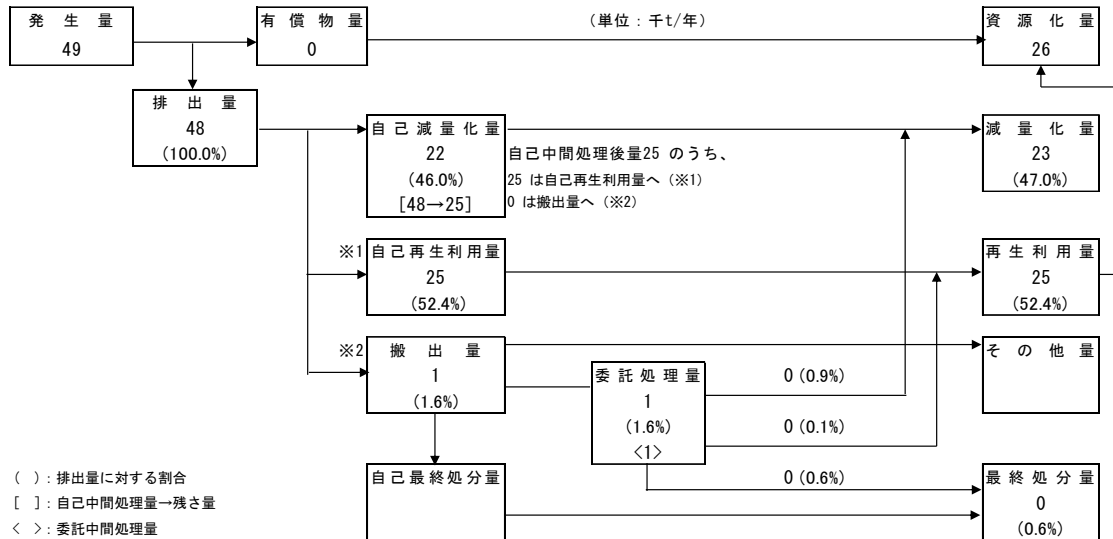 発生量
49
有償物量
0
（単位：千t/年）
資源化量
26
排出量
48
(100.0%)
自己減量化量
22
(46.0%)
[48→25]
自己中間処理後量25 のうち、
25 は自己再生利用量へ（※1）
0 は搬出量へ（※2）
減量化量
23
(47.0%)
※1
自己再生利用量
25
(52.4%)
再生利用量
25
(52.4%)
※2
搬出量
1
(1.6%)
委託処理量
1
(1.6%)
<1>
0 (0.9%)
0 (0.1%)
0 (0.6%)
その他量
自己最終処分量
最終処分量
0
(0.6%)
( )：排出量に対する割合
[ ]：自己中間処理量→残さ量
< >：委託中間処理量